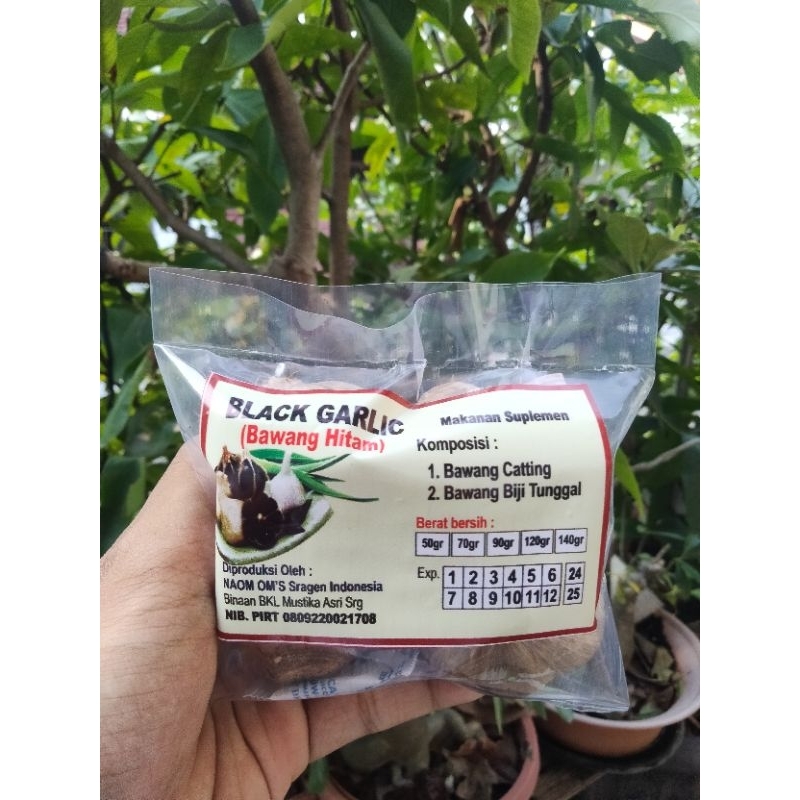 BLACK GARLIC
(Bawang Hitam)
Diproduksi Oleh :
NAOM OM'S Sragen Indonesia
Binaan BKL Mustika Asri Srg
NIB. PIRT 0809220021708
Makanan Suplemen
Komposisi :
1. Bawang Catting
2. Bawang Biji Tunggal
Berat bersih :
50gr 70gr 90gr 120gr 140gr
Exp. 1 2 3 4 5 6 24
7 8 9 10 11 12 25